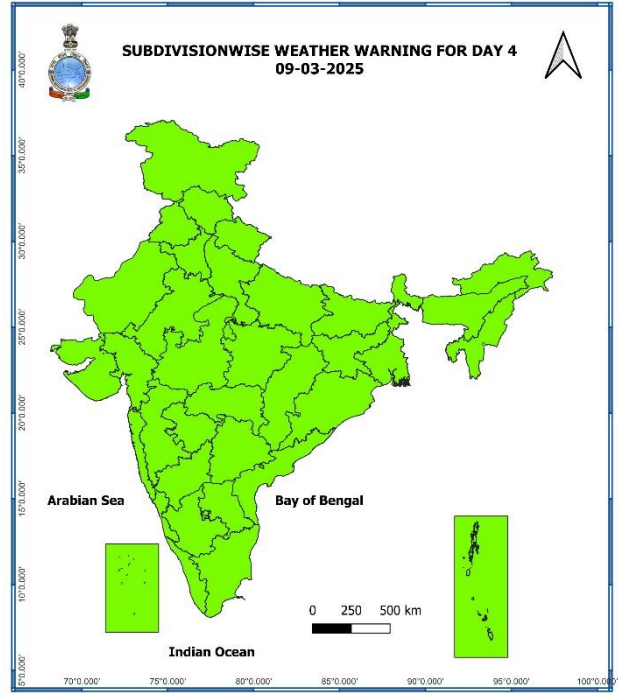 SUBDIVISIONWISE WEATHER WARNING FOR DAY 4
09-03-2025
40°0.000'
35°0.000'
30°0.000'
25°0.000'
20°0.000'
15°0.000'
10°0.000'
5°0.000'
Arabian Sea
Bay of Bengal
0 250 500 km
Indian Ocean
70°0.000' 75°0.000' 80°0.000' 85°0.000' 90°0.000' 95°0.000' 100°0.000'